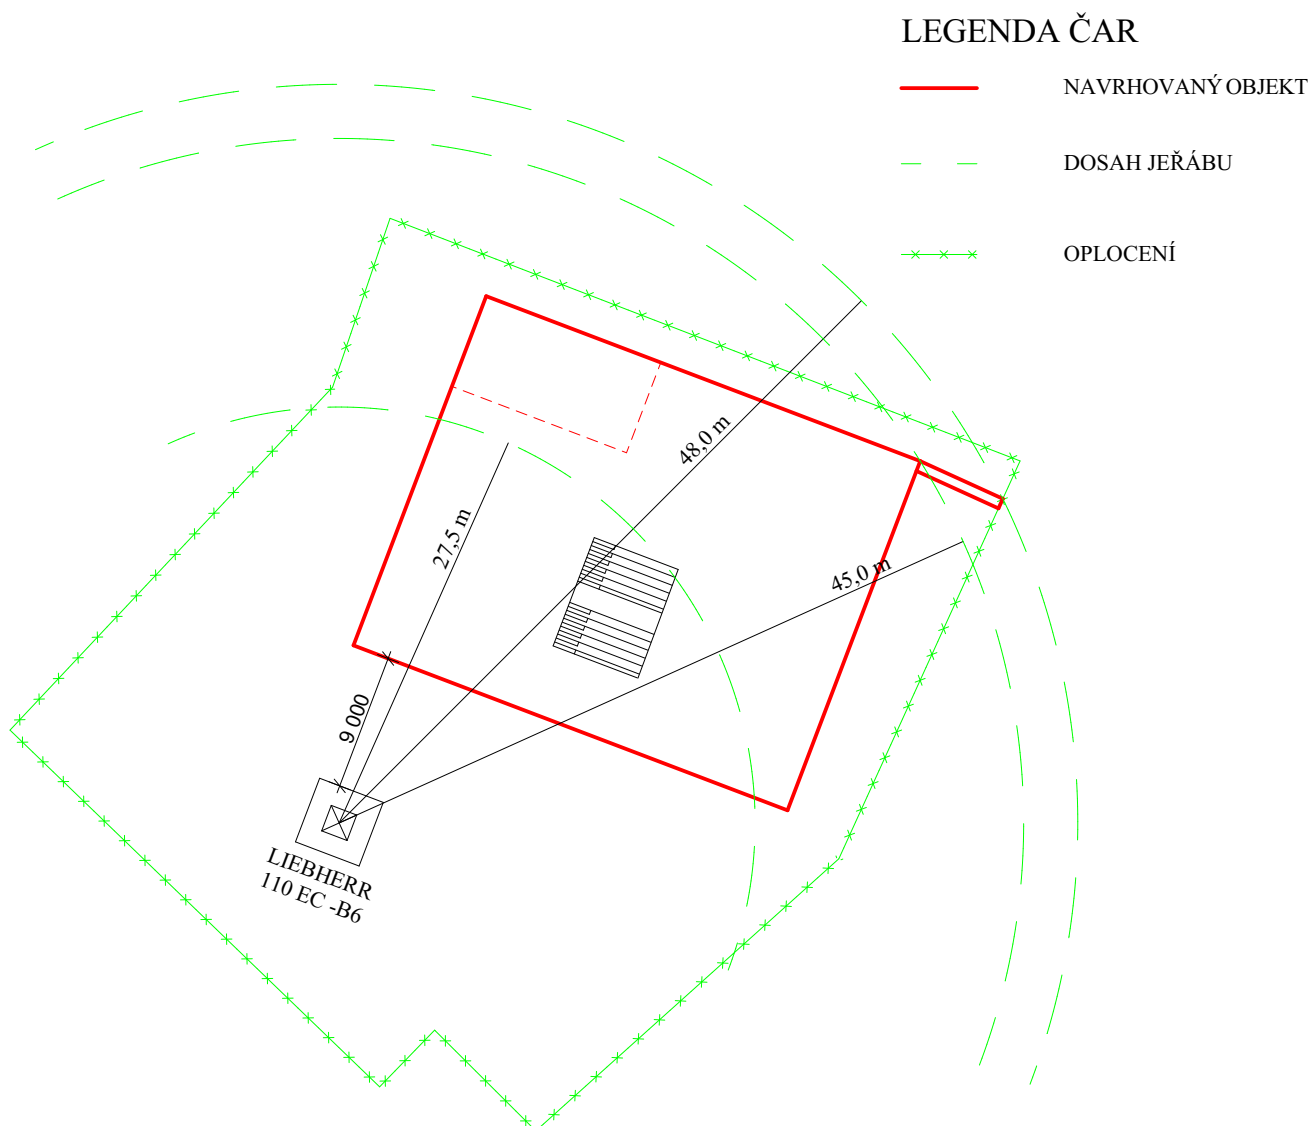 LEGENDA ČAR
NAVRHOVANÝ OBJEKT
DOSAH JEŘÁBU
OPLOCENÍ
48,0 m
27,5 m
45,0 m
9 000
LIEBHERR
110 EC -B6